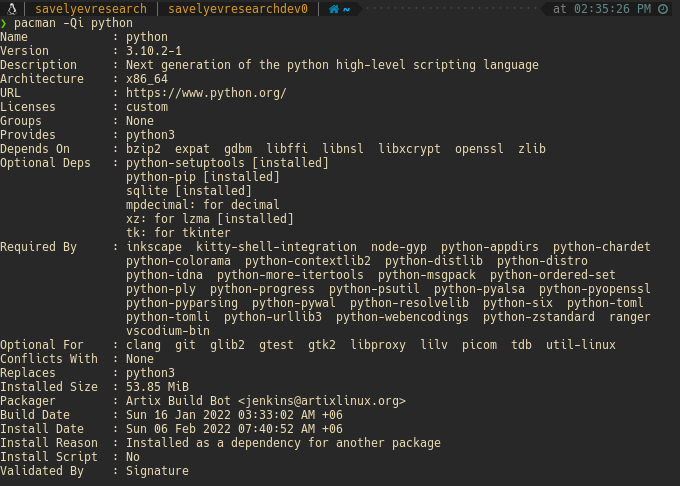 savelyevresearch | savelyevresearchdev0 | ~ at 02:35:26 PM
❯ pacman -Qi python
Name : python
Version : 3.10.2-1
Description : Next generation of the python high-level scripting language
Architecture : x86_64
URL : https://www.python.org/
Licenses : custom
Groups : None
Provides : python3
Depends On : bzip2 expat gdbm libffi libnsl libxcrypt openssl zlib
Optional Deps : python-setuptools [installed]
python-pip [installed]
sqlite [installed]
mpdecimal: for decimal
xz: for lzma [installed]
tk: for tkinter
Required By : inkscape kitty-shell-integration node-gyp python-appdirs python-chardet
python-colorama python-contextlib2 python-distlib python-distro
python-idna python-more-itertools python-msgpack python-ordered-set
python-ply python-progress python-psutil python-pyalsa python-pyopenssl
python-pyparsing python-pywal python-resolvelib python-six python-toml
python-tomli python-urllib3 python-webencodings python-zstandard ranger
vscodium-bin
Optional For : clang git glib2 gtest gtk2 libproxy lilv picom tdb util-linux
Conflicts With : None
Replaces : python3
Installed Size : 53.85 MiB
Packager : Artix Build Bot <jenkins@artixlinux.org>
Build Date : Sun 16 Jan 2022 03:33:02 AM +06
Install Date : Sun 06 Feb 2022 07:40:52 AM +06
Install Reason : Installed as a dependency for another package
Install Script : No
Validated By : Signature